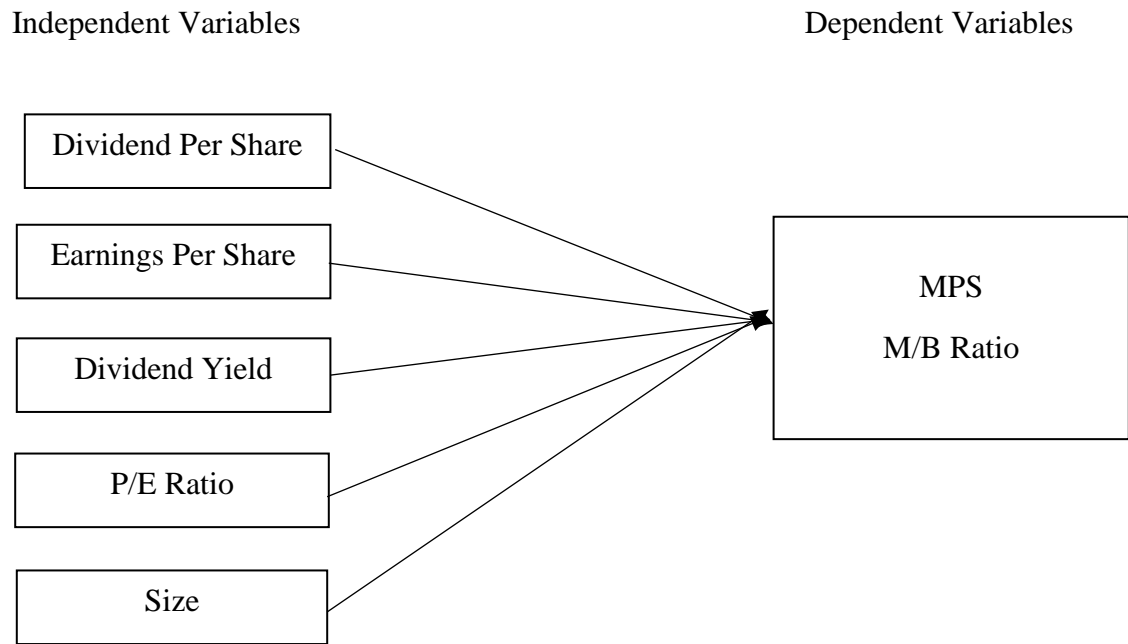 Independent Variables
Dependent Variables
Dividend Per Share
Earnings Per Share
Dividend Yield
P/E Ratio
Size
MPS
M/B Ratio